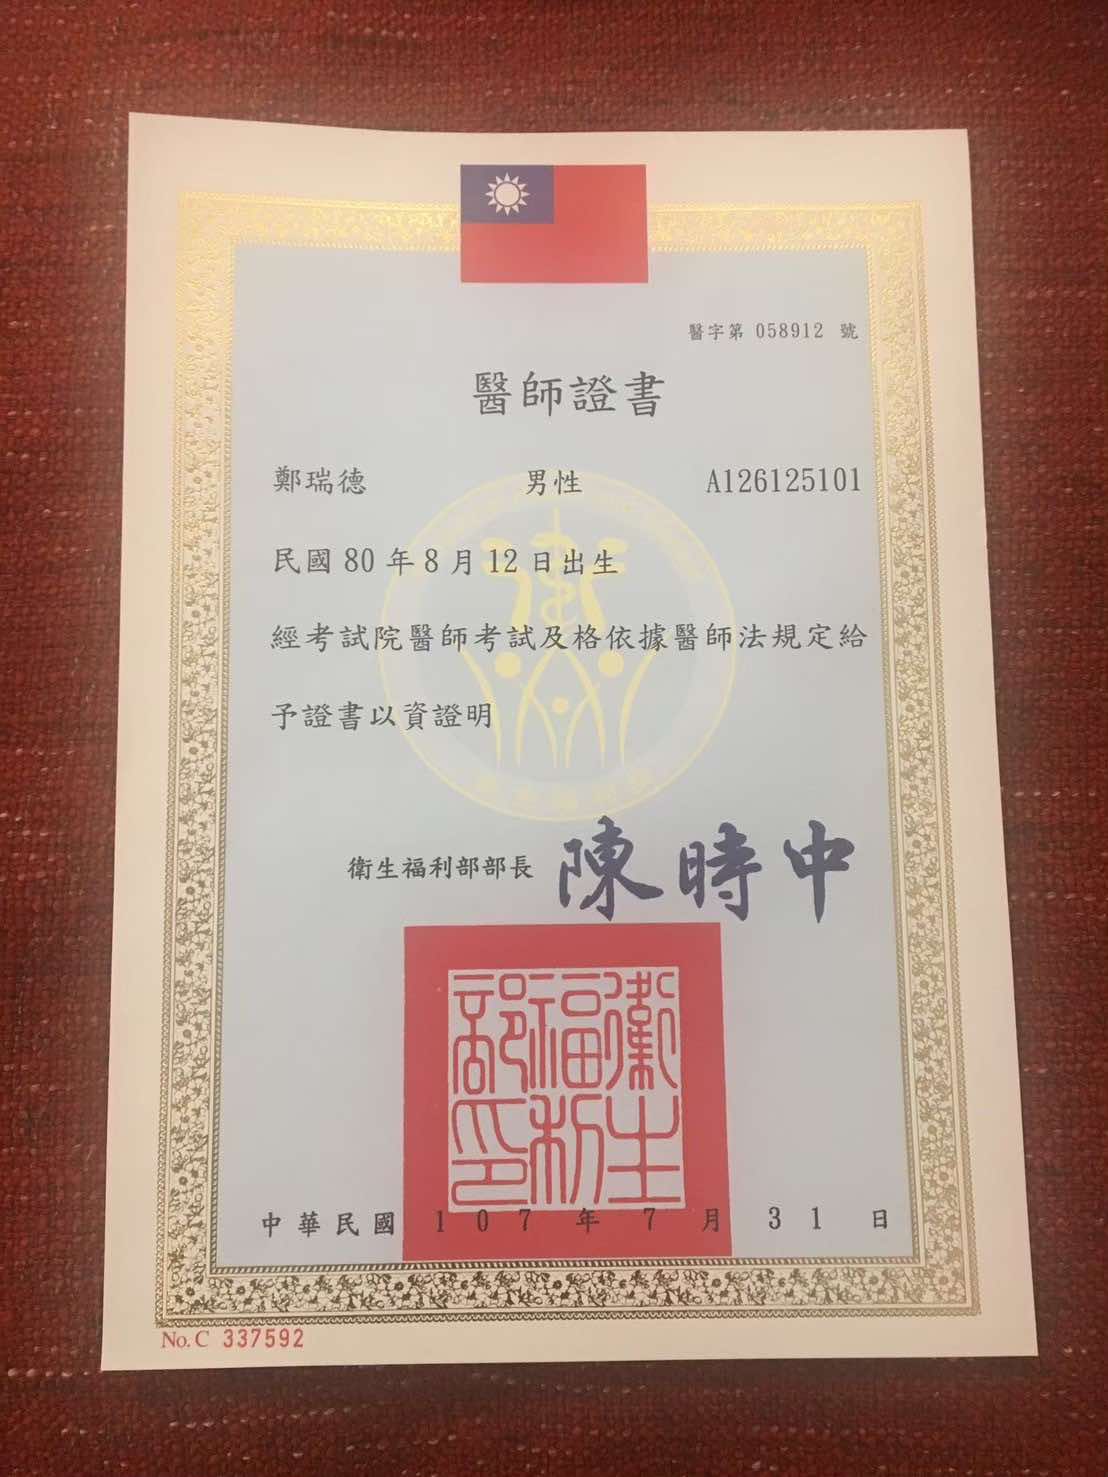 醫字第 058912 號
醫師證書
鄭瑞德 男性 A126125101
民國 80 年 8 月 12 日出生
經考試院醫師考試及格依據醫師法規定給
予證書以資證明
衛生福利部部長 陳時中
衛生福利部印
中華民國 107 年 7 月 31 日
No. C 337592